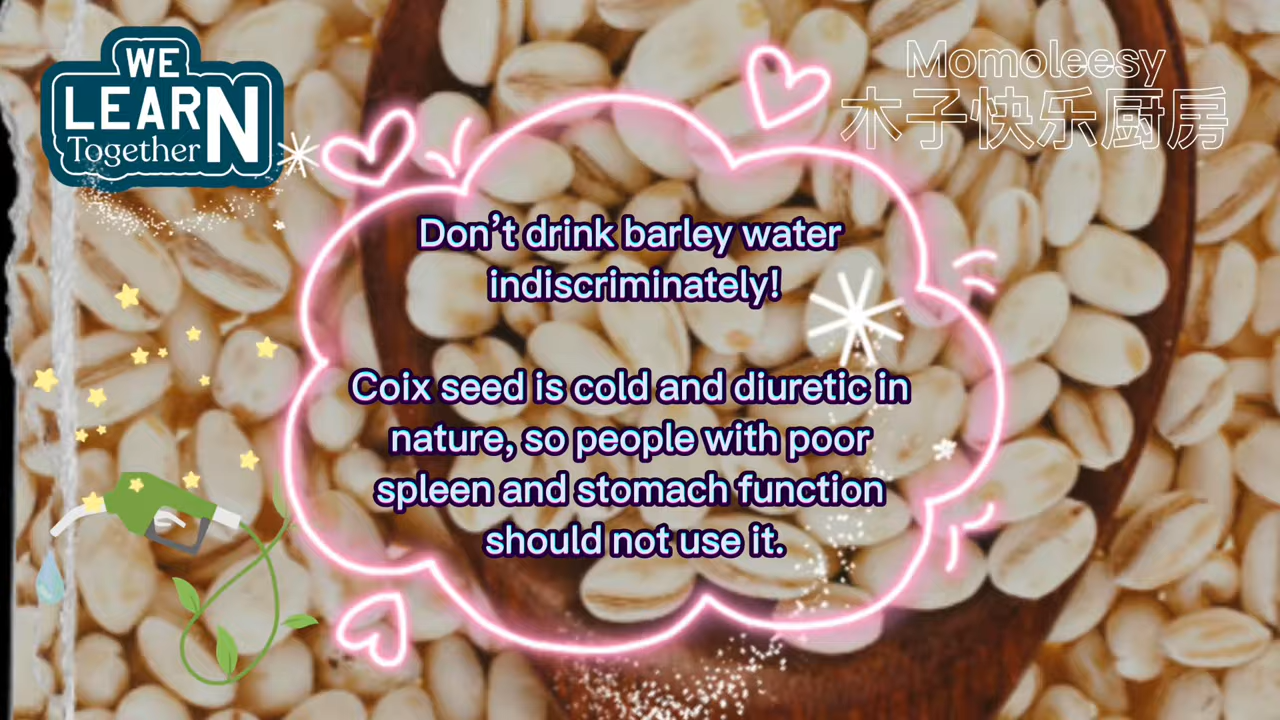 WE
LEARN
Together
Momoleesy
木子快乐厨房
Don’t drink barley water
indiscriminately!
Coix seed is cold and diuretic in
nature, so people with poor
spleen and stomach function
should not use it.